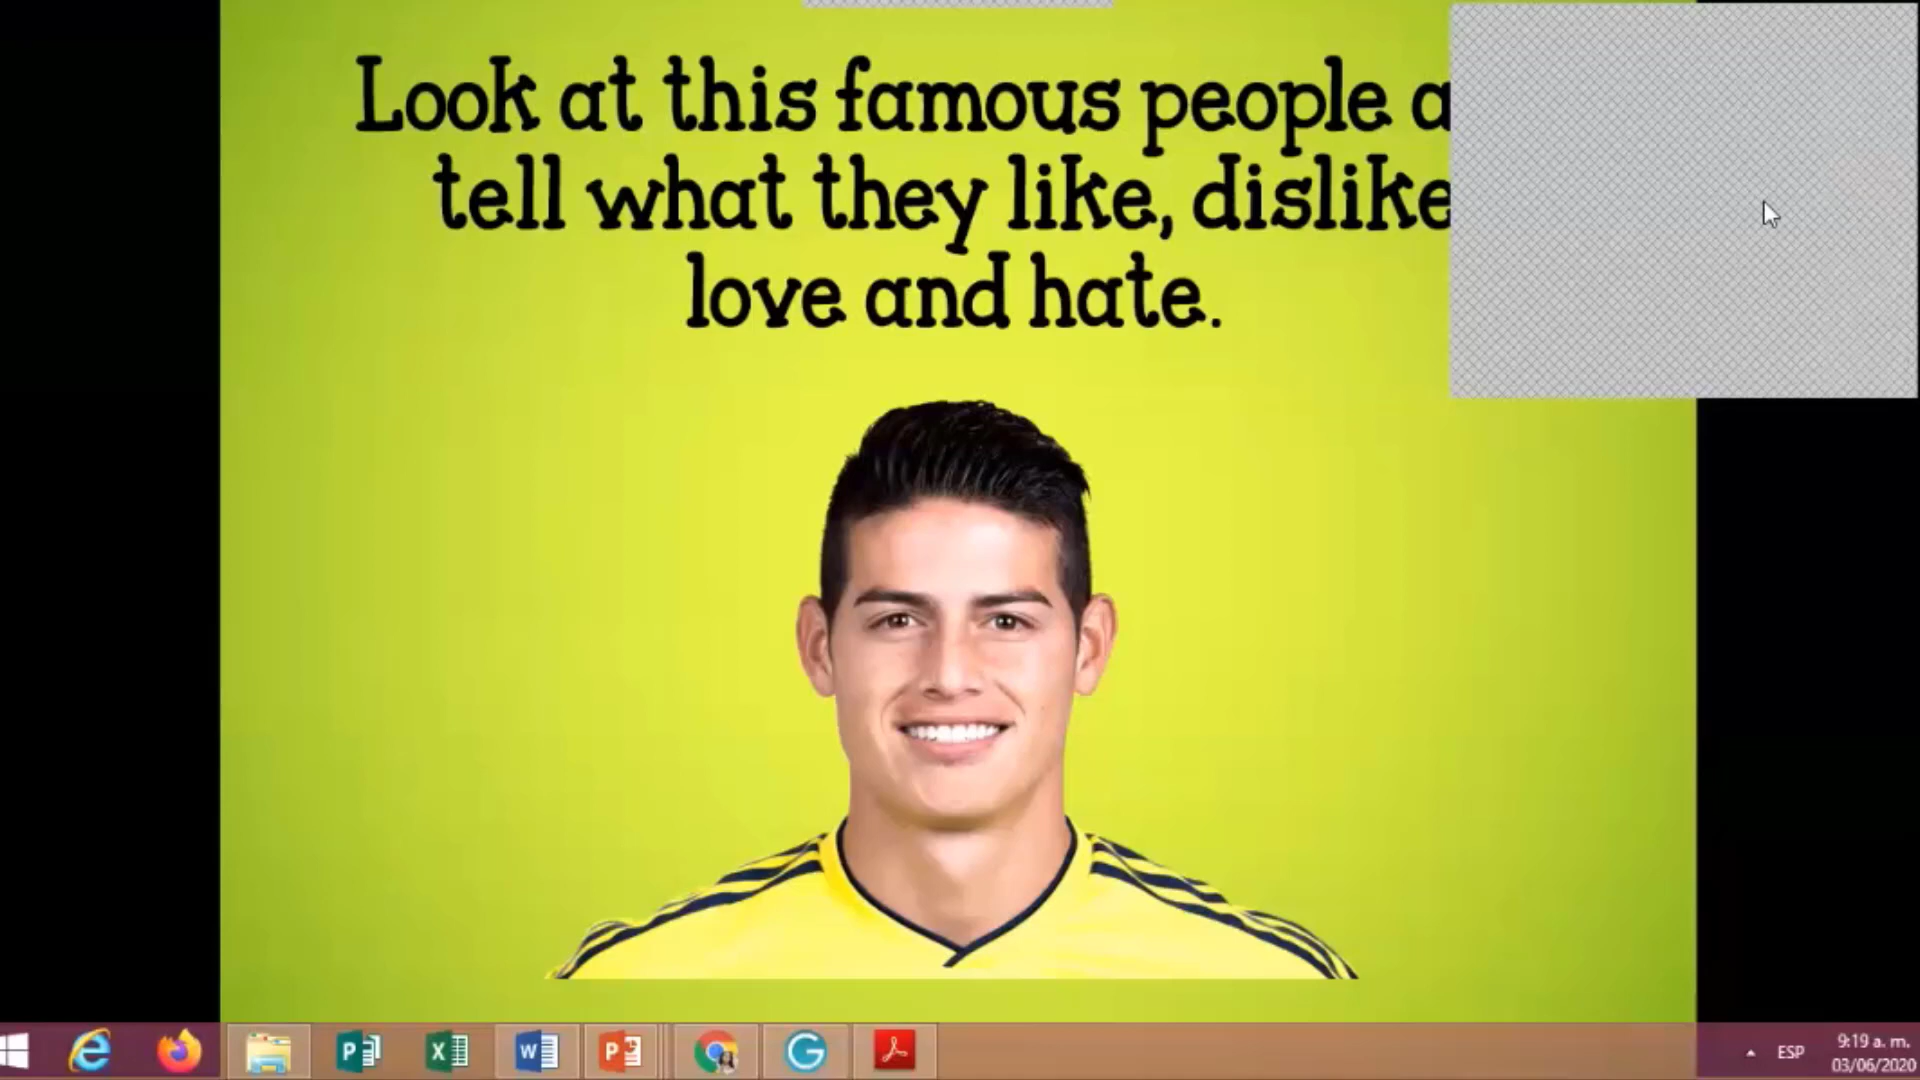 Look at this famous people a
tell what they like, dislike
love and hate.
ESP
9:19 a. m.
03/06/2020